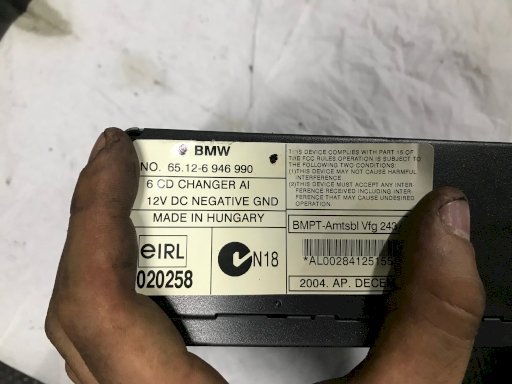 BMW
NO. 65.12-6 946 990
6 CD CHANGER AI
12V DC NEGATIVE GND
MADE IN HUNGARY
eIRL
020258
N18
THIS DEVICE COMPLIES WITH PART 15 OF
THE FCC RULES OPERATION IS SUBJECT TO
THE FOLLOWING TWO CONDITIONS:
(1)THIS DEVICE MAY NOT CAUSE HARMFUL
INTERFERENCE
(2)THIS DEVICE MUST ACCEPT ANY INTER-
FERENCE RECEIVED INCLUDING INTER-
FERENCE THAT MAY CAUSE UNDESIRED
OPERATION.
BMPT-Amtsbl Vfg 240
*AL002841251
2004. AP. DECE